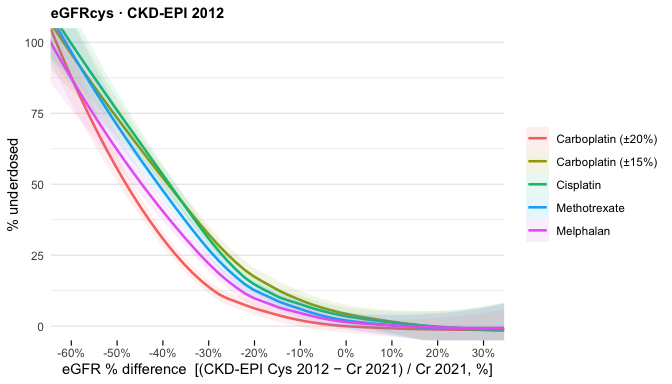 eGFRcys · CKD-EPI 2012
100
75
50
25
0
% underdosed
-60% -50% -40% -30% -20% -10% 0% 10% 20% 30%
eGFR % difference [(CKD-EPI Cys 2012 − Cr 2021) / Cr 2021, %]
Carboplatin (±20%)
Carboplatin (±15%)
Cisplatin
Methotrexate
Melphalan